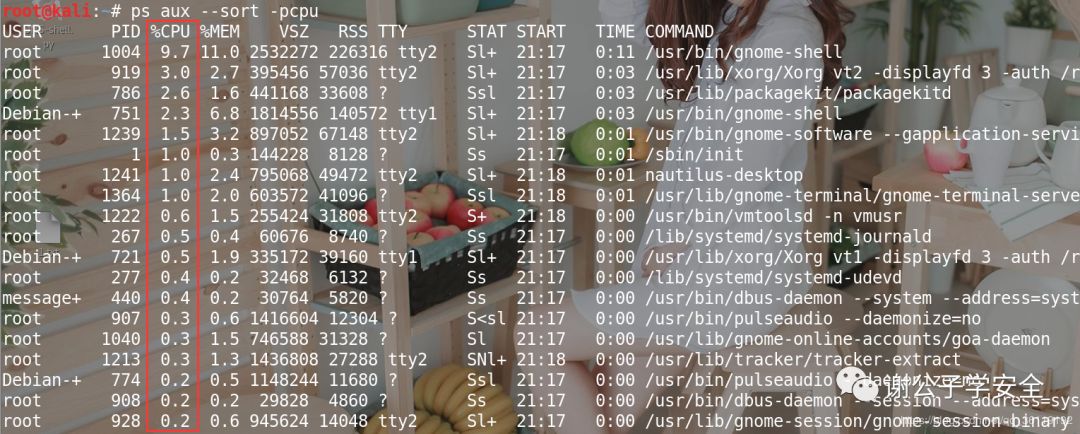 root@kali:~# ps aux --sort -pcpu
USER PID %CPU %MEM VSZ RSS TTY STAT START TIME COMMAND
root 1004 9.7 11.0 2532272 226316 tty2 Sl+ 21:17 0:11 /usr/bin/gnome-shell
root 919 3.0 2.7 395456 57036 tty2 Sl+ 21:17 0:03 /usr/lib/xorg/Xorg vt2 -displayfd 3 -auth /r
root 786 2.6 1.6 441168 33608 ? Ssl 21:17 0:03 /usr/lib/packagekit/packagekitd
Debian-+ 751 2.3 6.8 1814556 140572 tty1 Sl+ 21:17 0:03 /usr/bin/gnome-shell
root 1239 1.5 3.2 897052 67148 tty2 Sl+ 21:18 0:01 /usr/bin/gnome-software --gapplication-servi
root 1 1.0 0.3 144228 8128 ? Ss 21:17 0:01 /sbin/init
root 1241 1.0 2.4 795068 49472 tty2 Sl+ 21:18 0:01 nautilus-desktop
root 1364 1.0 2.0 603572 41096 ? Ssl 21:18 0:01 /usr/lib/gnome-terminal/gnome-terminal-serve
root 1222 0.6 1.5 255424 31808 tty2 S+ 21:18 0:00 /usr/bin/vmtoolsd -n vmusr
root 267 0.5 0.4 60676 8740 ? Ss 21:17 0:00 /lib/systemd/systemd-journald
Debian-+ 721 0.5 1.9 335172 39160 tty1 Sl+ 21:17 0:00 /usr/lib/xorg/Xorg vt1 -displayfd 3 -auth /r
root 277 0.4 0.2 32468 6132 ? Ss 21:17 0:00 /lib/systemd/systemd-udevd
message+ 440 0.4 0.2 30764 5820 ? Ss 21:17 0:00 /usr/bin/dbus-daemon --system --address=syst
root 907 0.3 0.6 1416604 12304 ? S<sl 21:17 0:00 /usr/bin/pulseaudio --daemonize=no
root 1040 0.3 1.5 746588 31328 ? Sl 21:17 0:00 /usr/lib/gnome-online-accounts/goa-daemon
root 1213 0.3 1.3 1436808 27288 tty2 SNl+ 21:18 0:00 /usr/lib/tracker/tracker-extract
Debian-+ 774 0.2 0.5 1148244 11680 ? Ssl 21:17 0:00 /usr/bin/pulseaudio
root 908 0.2 0.2 29828 4860 ? Ss 21:17 0:00 /usr/bin/dbus-daemon --session --address=sys
root 928 0.2 0.6 945624 14048 tty2 Sl+ 21:17 0:00 /usr/lib/gnome-session/gnome-session-binary
学安全